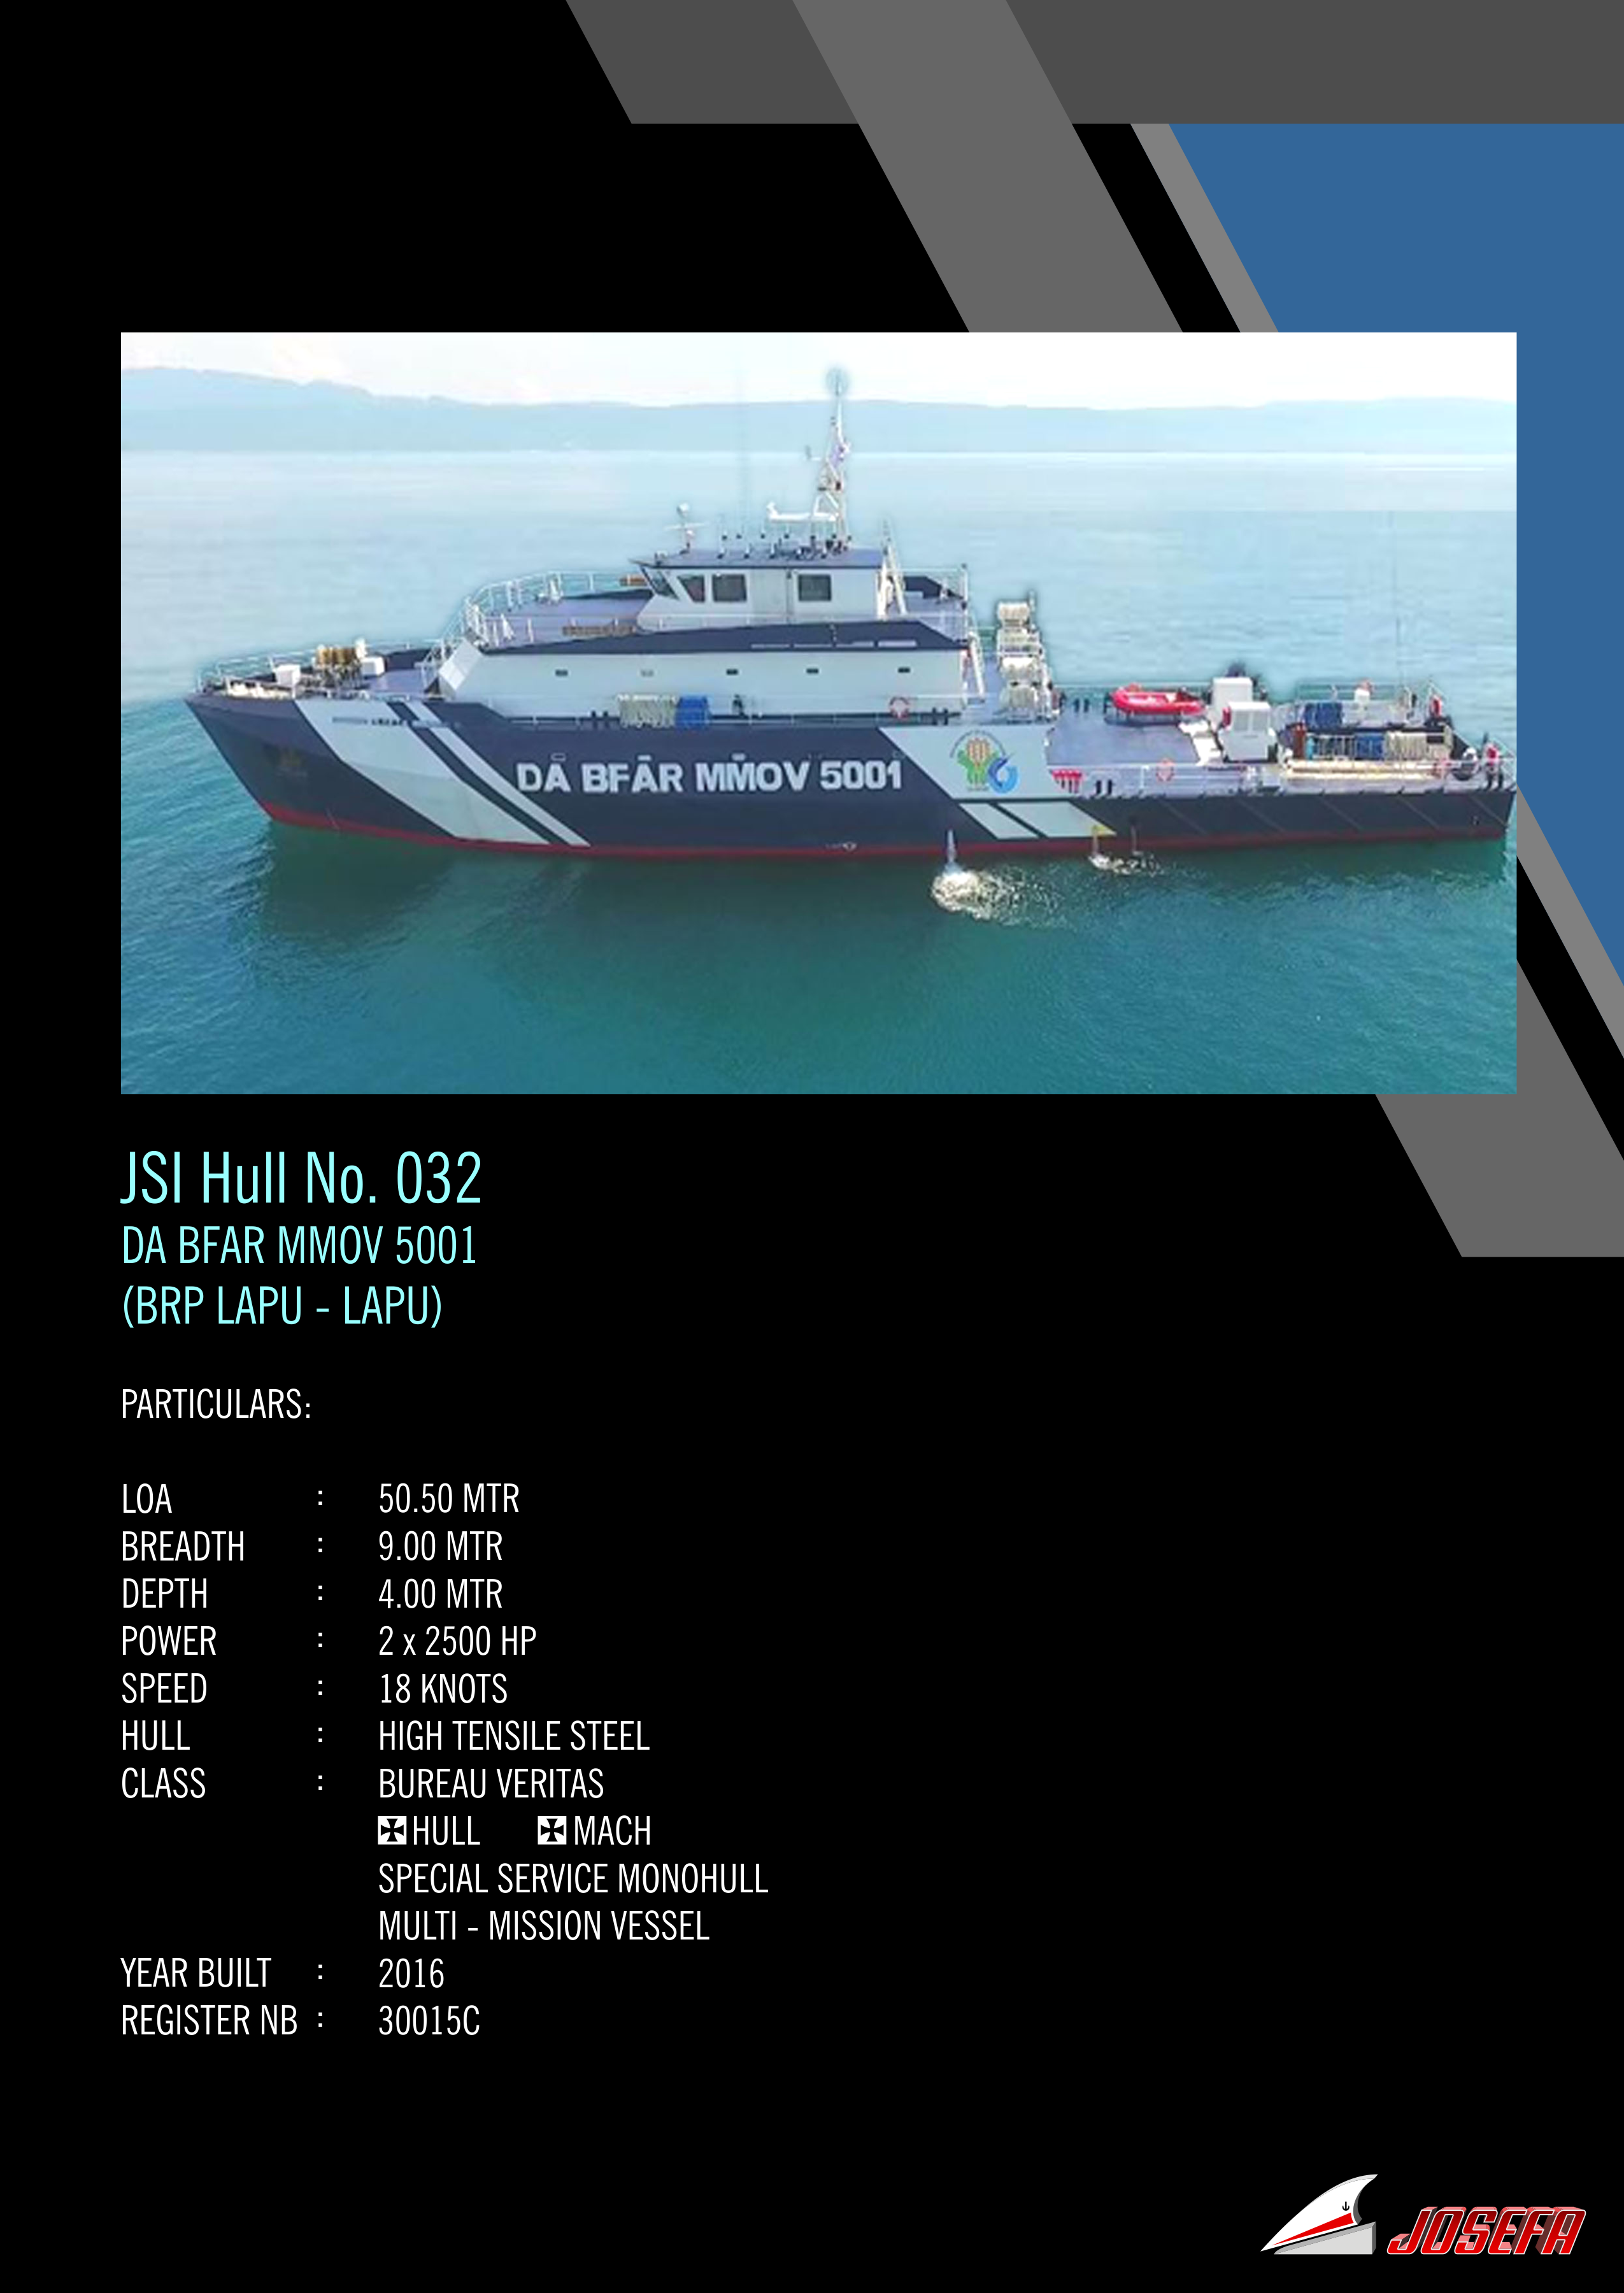 DA BFAR MMOV 5001
JSI Hull No. 032
DA BFAR MMOV 5001
(BRP LAPU - LAPU)
PARTICULARS:
LOA : 50.50 MTR
BREADTH : 9.00 MTR
DEPTH : 4.00 MTR
POWER : 2 x 2500 HP
SPEED : 18 KNOTS
HULL : HIGH TENSILE STEEL
CLASS : BUREAU VERITAS
✠ HULL ✠ MACH
SPECIAL SERVICE MONOHULL
MULTI - MISSION VESSEL
YEAR BUILT : 2016
REGISTER NB : 30015C
JOSEFA